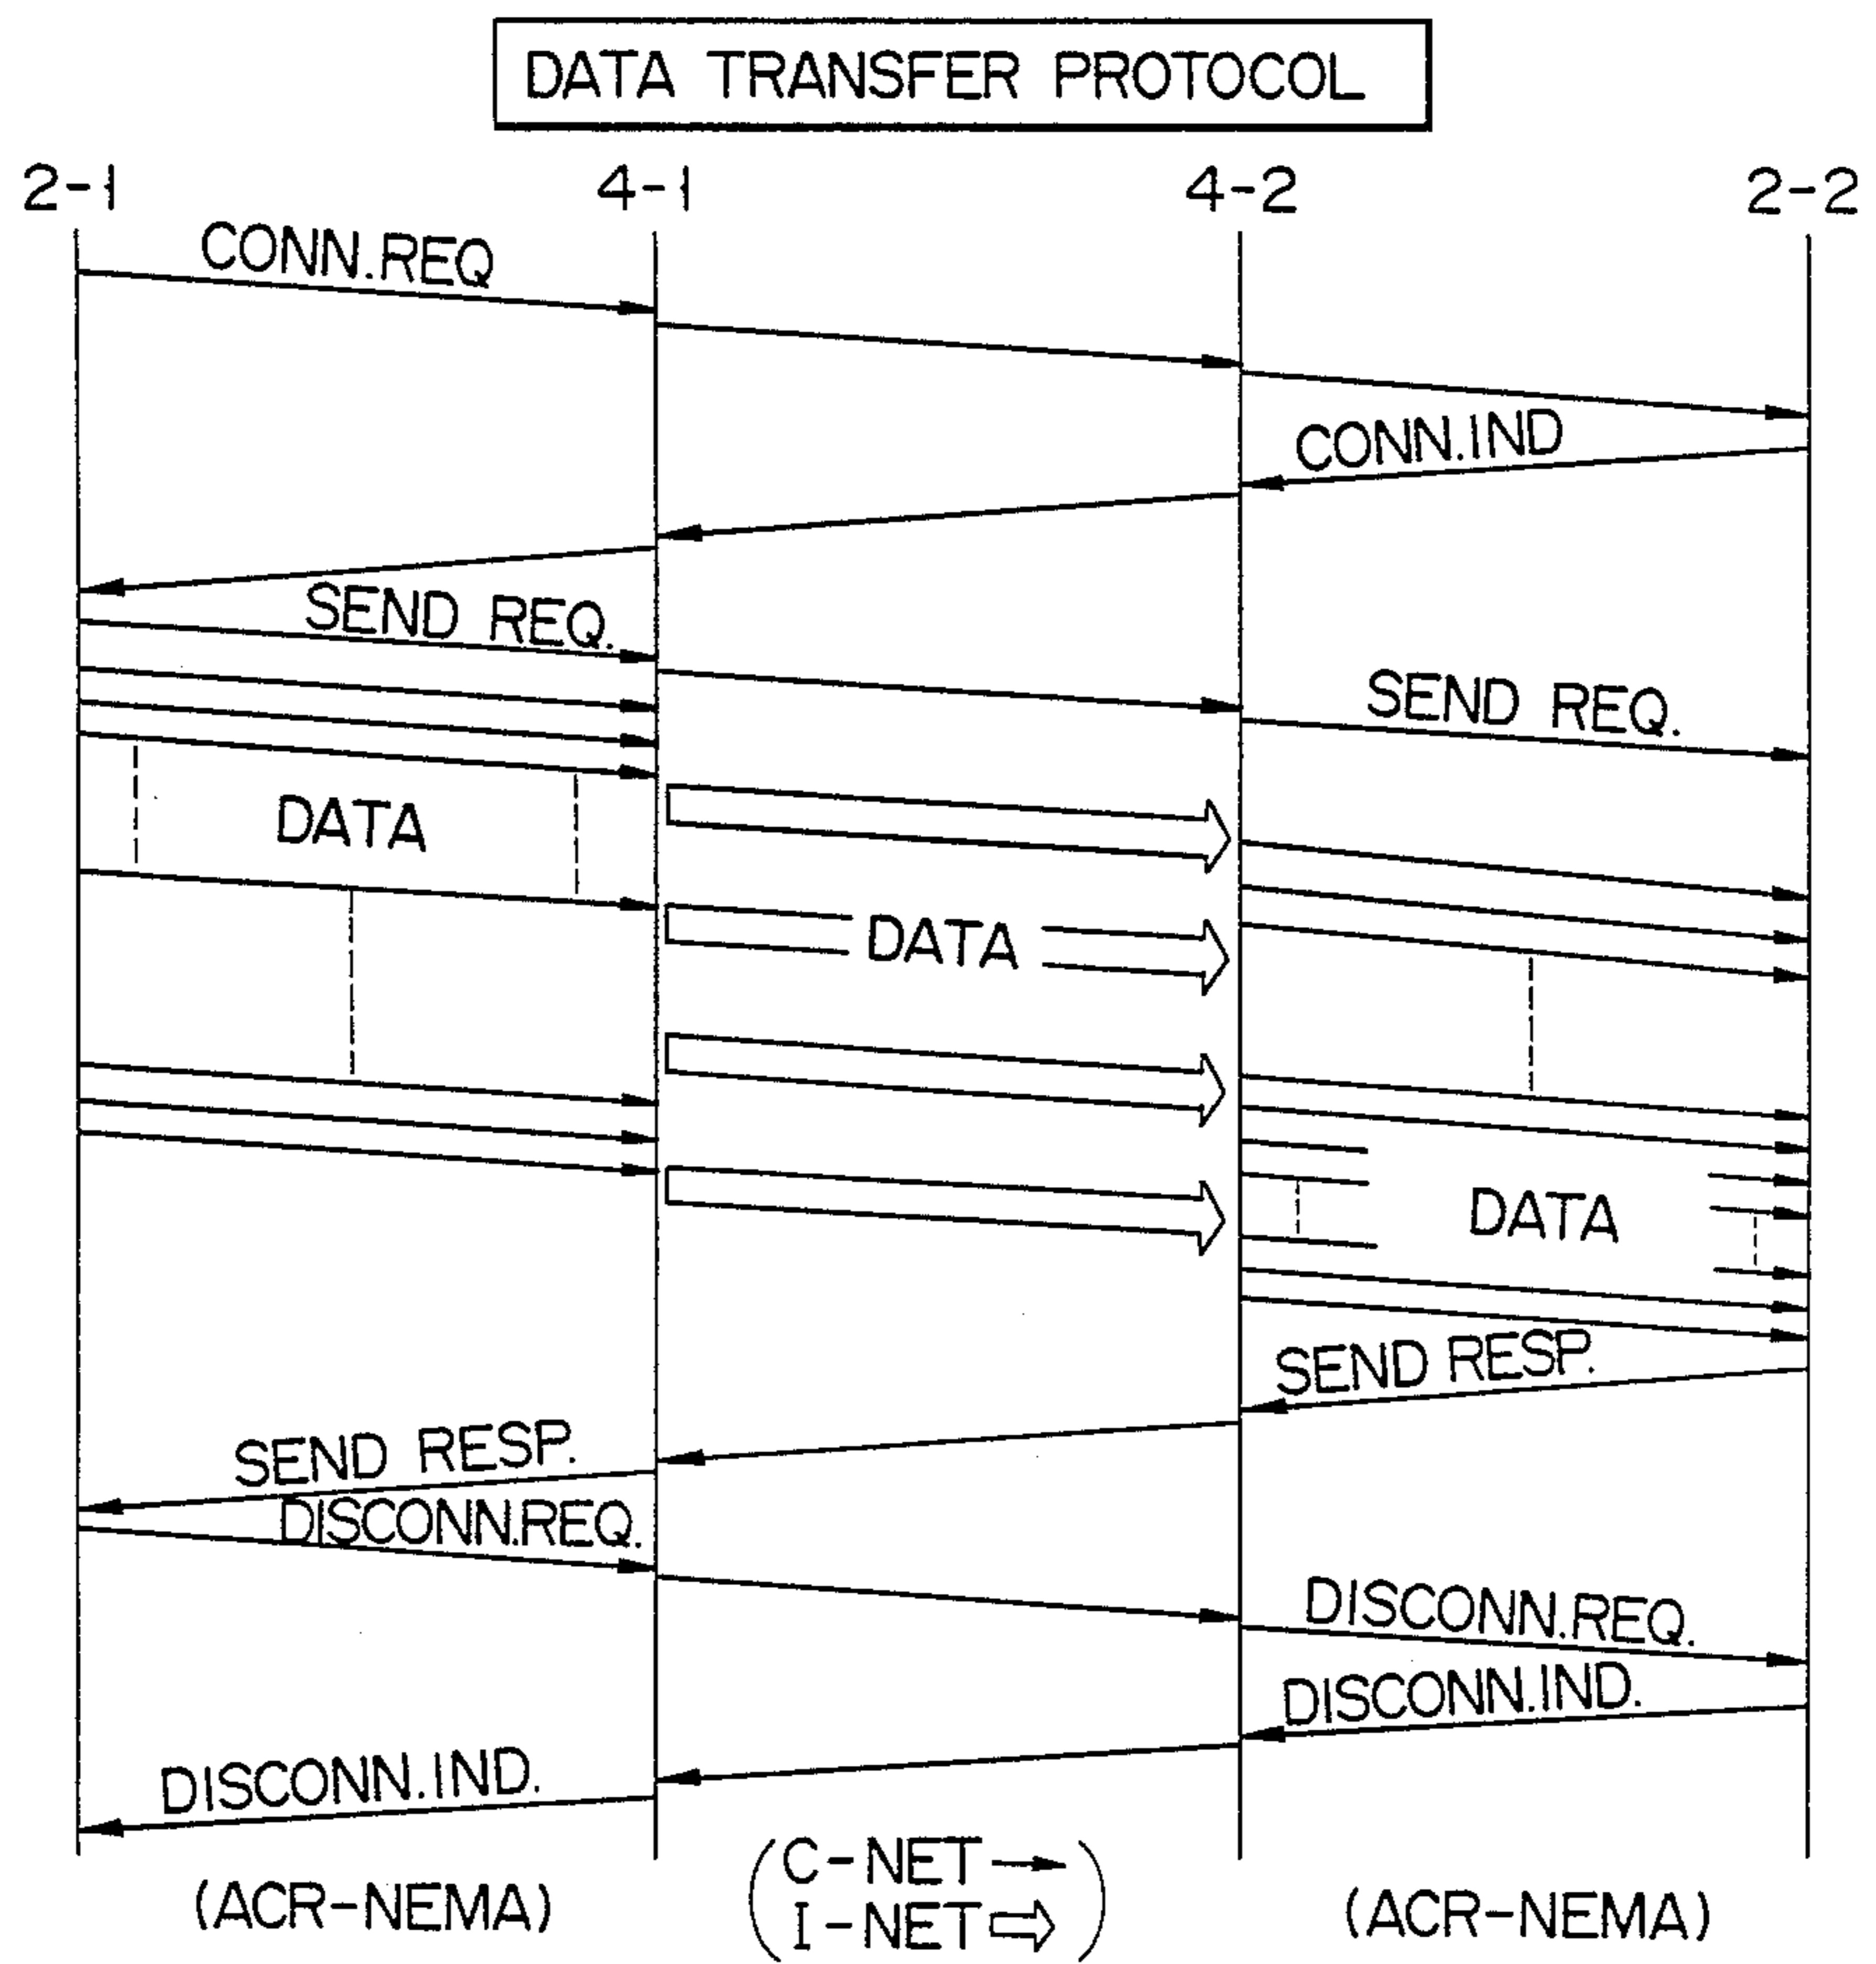 DATA TRANSFER PROTOCOL
2-1 4-1 4-2 2-2
CONN.REQ
CONN.IND
SEND REQ.
SEND REQ.
DATA
DATA
DATA
SEND RESP.
SEND RESP.
DISCONN.REQ.
DISCONN.REQ.
DISCONN.IND.
DISCONN.IND.
(ACR-NEMA) (C-NET → I-NET ⇨) (ACR-NEMA)